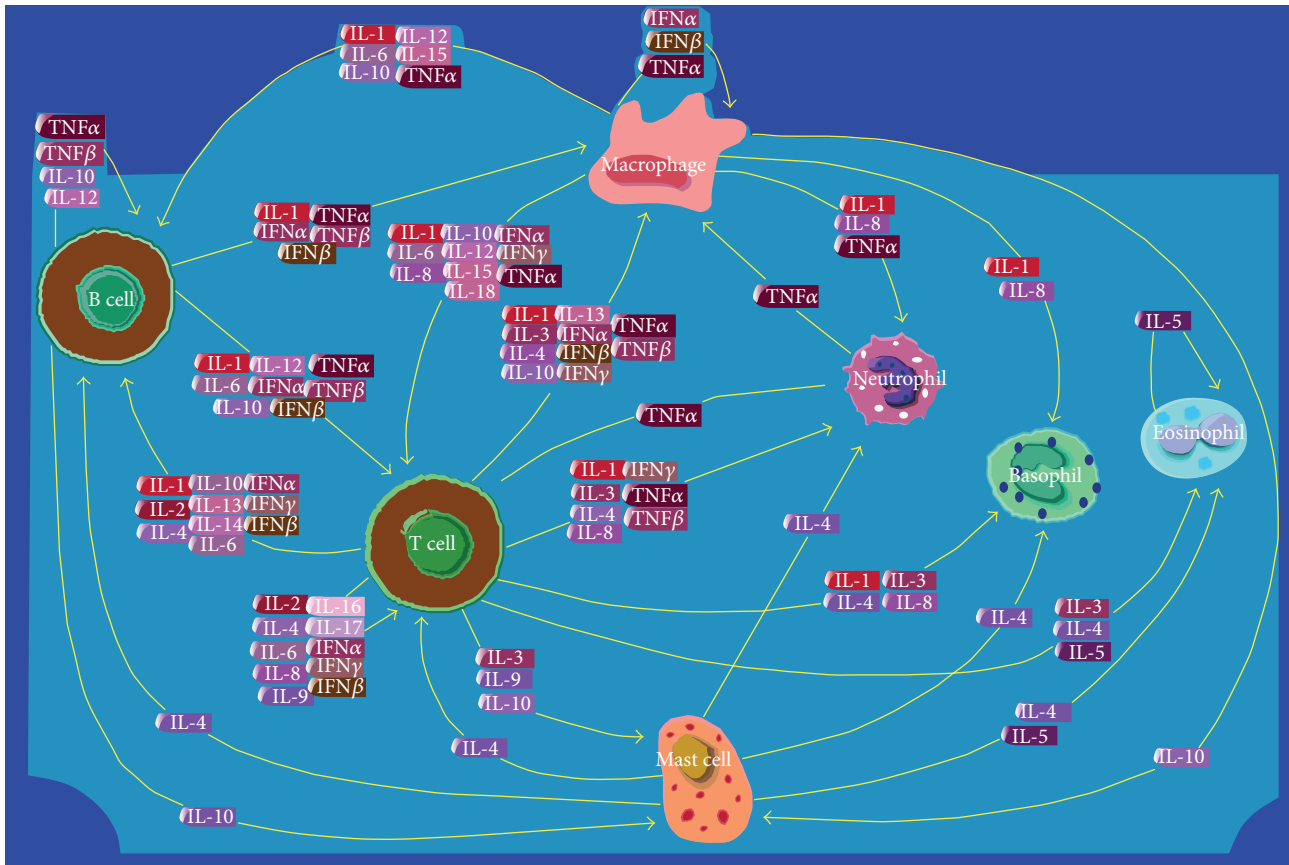 IL-1 IL-12
IL-6 IL-15
IL-10 TNFα
IFNα
IFNβ
TNFα
TNFα
TNFβ
IL-10
IL-12
Macrophage
IL-1 TNFα
IFNα TNFβ
IFNβ
IL-1 IL-10 IFNα
IL-6 IL-12 IFNγ
IL-8 IL-15 TNFα
IL-18
IL-1
IL-8
TNFα
IL-1
IL-8
TNFα
B cell
IL-1 IL-13 TNFα
IL-3 IFNα
IL-4 IFNβ TNFβ
IL-10 IFNγ
IL-5
IL-1 IL-12 TNFα
IL-6 IFNα TNFβ
IL-10 IFNβ
Neutrophil
TNFα
Eosinophil
Basophil
IL-1 IL-10 IFNα
IL-2 IL-13 IFNγ
IL-4 IL-14 IFNβ
IL-6
IL-1 IFNγ
IL-3 TNFα
IL-4 TNFβ
IL-8
T cell
IL-4
IL-1 IL-3
IL-4 IL-8
IL-4
IL-3
IL-4
IL-5
IL-2 IL-16
IL-4 IL-17
IL-6 IFNα
IL-8 IFNγ
IL-9 IFNβ
IL-3
IL-9
IL-10
IL-4
IL-4
IL-4
IL-5
Mast cell
IL-10
IL-10